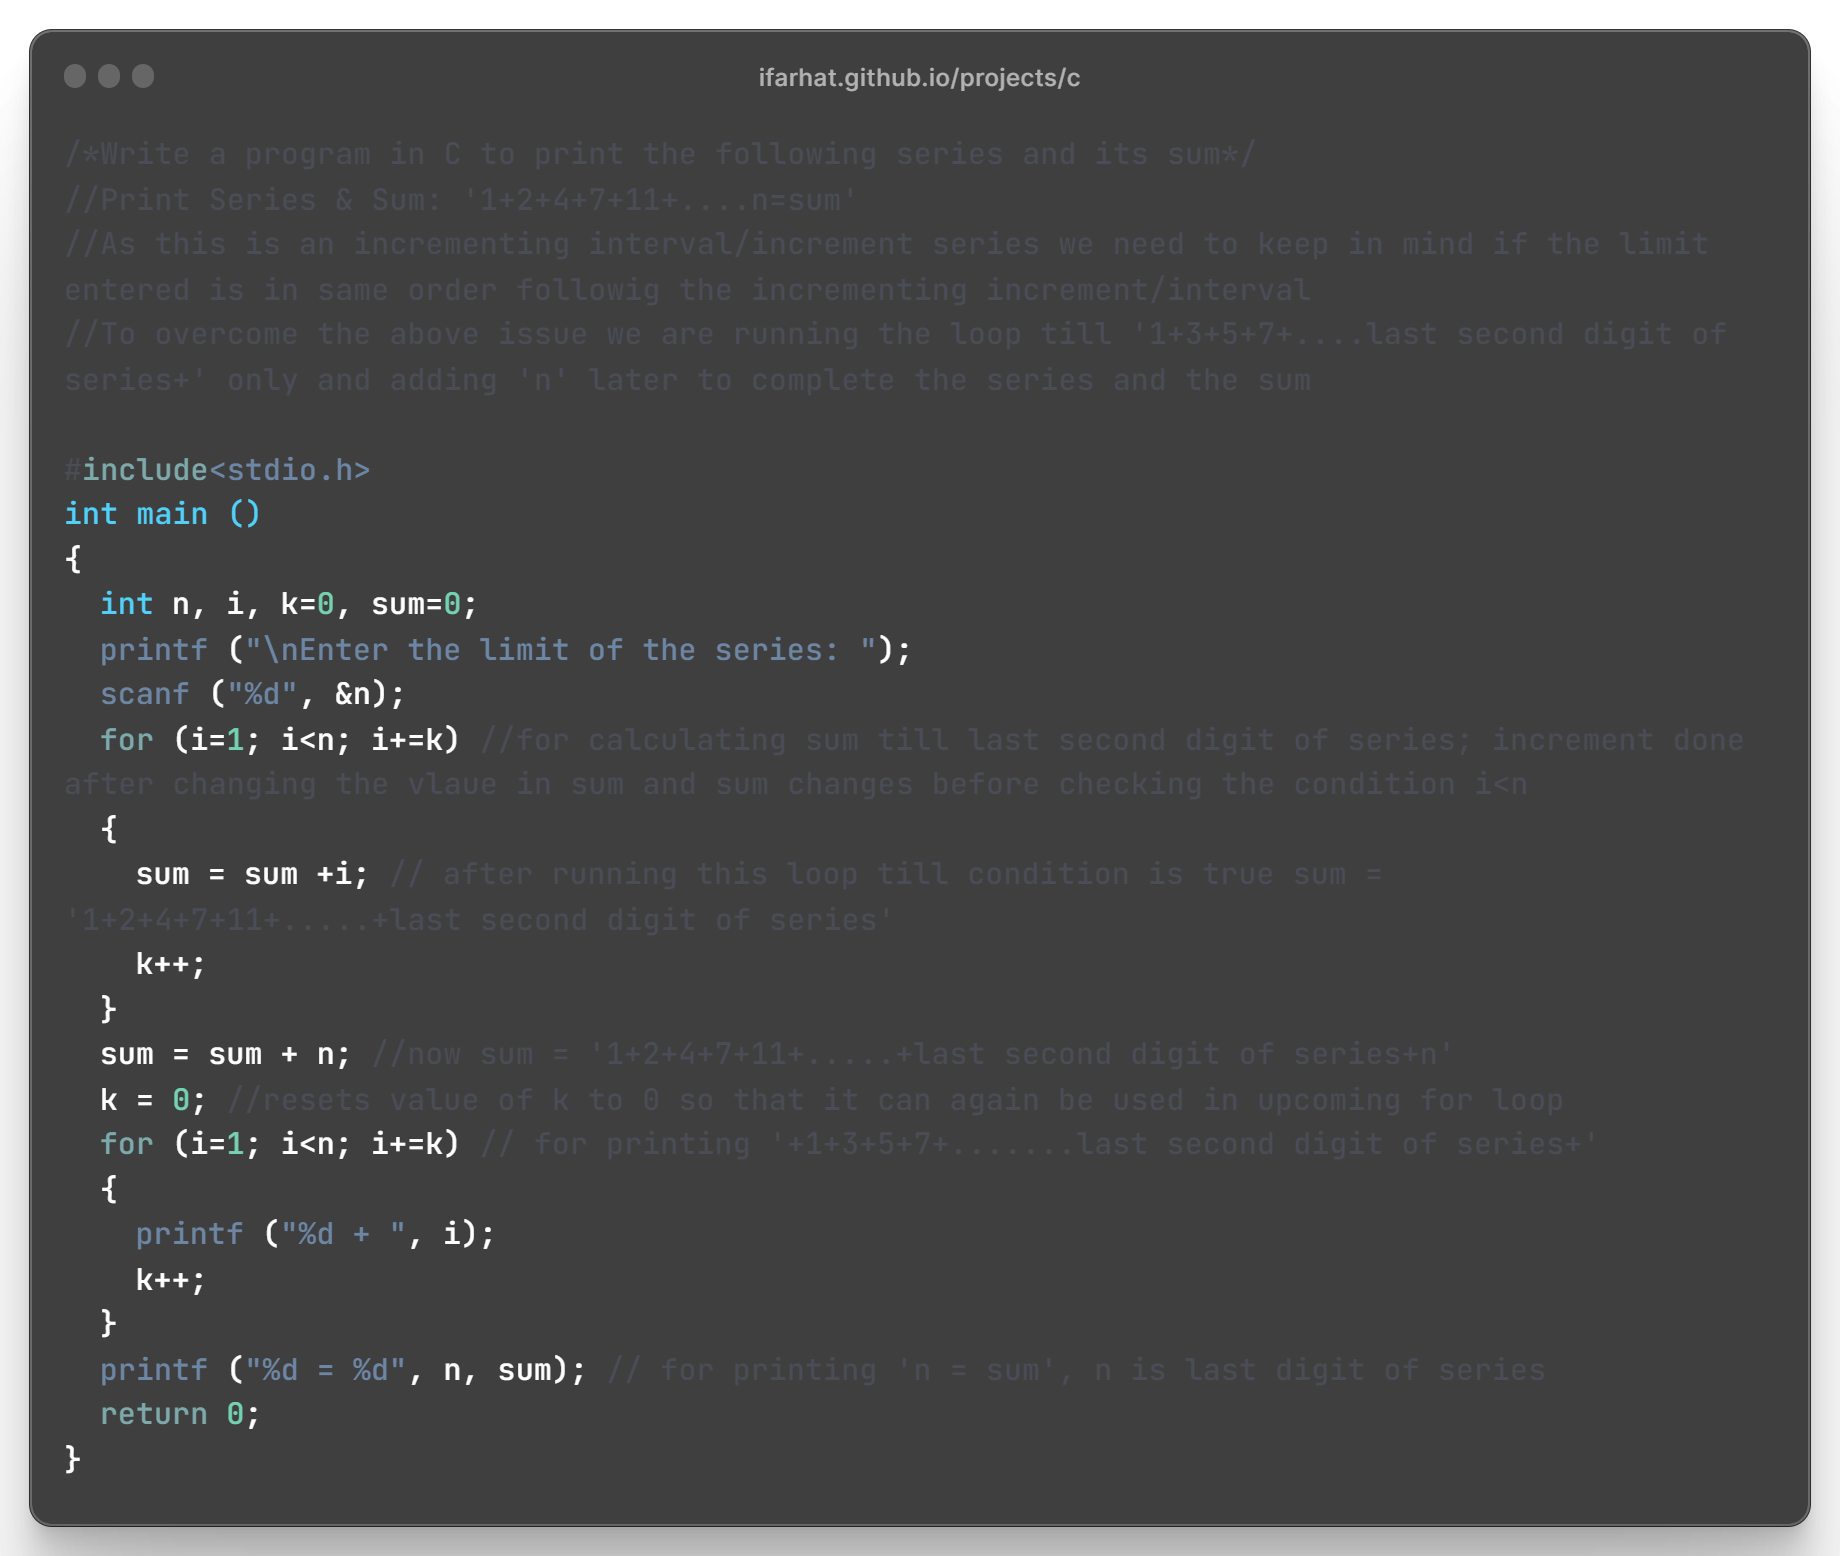 ifarhat.github.io/projects/c
/*Write a program in C to print the following series and its sum*/
//Print Series & Sum: '1+2+4+7+11+....n=sum'
//As this is an incrementing interval/increment series we need to keep in mind if the limit
entered is in same order followig the incrementing increment/interval
//To overcome the above issue we are running the loop till '1+3+5+7+....last second digit of
series+' only and adding 'n' later to complete the series and the sum
#include<stdio.h>
int main ()
{
  int n, i, k=0, sum=0;
  printf ("\nEnter the limit of the series: ");
  scanf ("%d", &n);
  for (i=1; i<n; i+=k) //for calculating sum till last second digit of series; increment done
after changing the vlaue in sum and sum changes before checking the condition i<n
  {
    sum = sum +i; // after running this loop till condition is true sum =
'1+2+4+7+11+.....+last second digit of series'
    k++;
  }
  sum = sum + n; //now sum = '1+2+4+7+11+.....+last second digit of series+n'
  k = 0; //resets value of k to 0 so that it can again be used in upcoming for loop
  for (i=1; i<n; i+=k) // for printing '+1+3+5+7+.......last second digit of series+'
  {
    printf ("%d + ", i);
    k++;
  }
  printf ("%d = %d", n, sum); // for printing 'n = sum', n is last digit of series
  return 0;
}